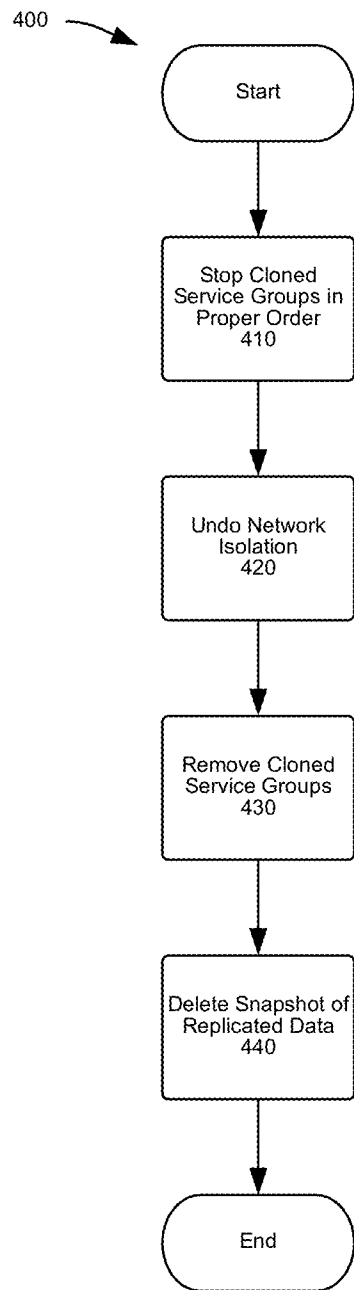 400
Start
Stop Cloned
Service Groups in
Proper Order
410
Undo Network
Isolation
420
Remove Cloned
Service Groups
430
Delete Snapshot of
Replicated Data
440
End